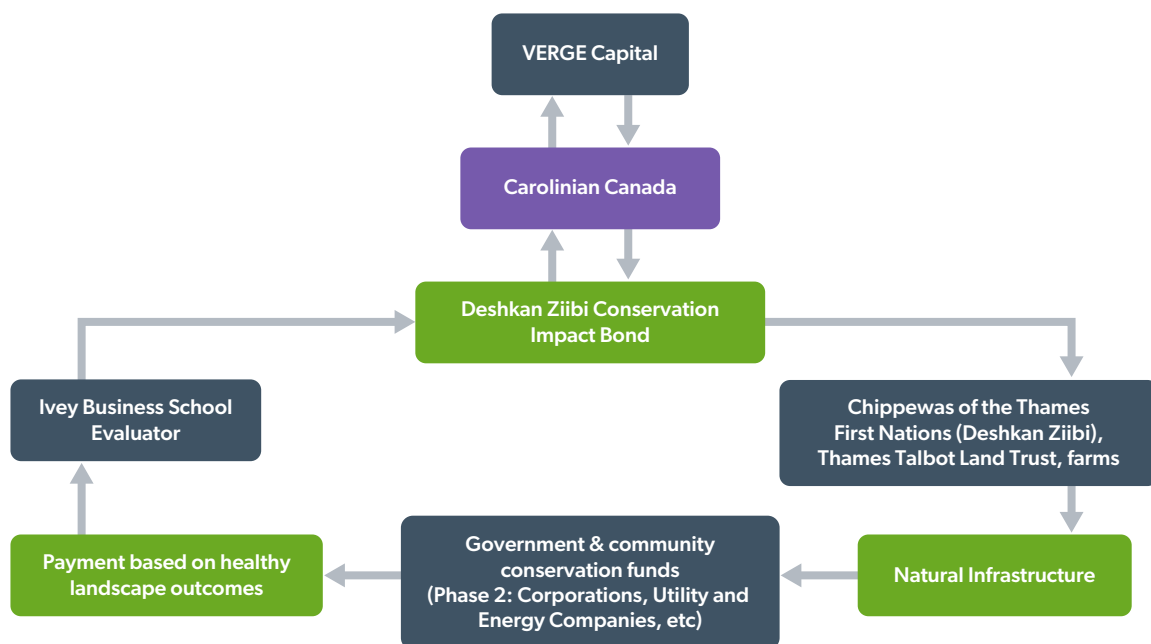 VERGE Capital
Carolinian Canada
Deshkan Ziibi Conservation
Impact Bond
Ivey Business School
Evaluator
Chippewas of the Thames
First Nations (Deshkan Ziibi),
Thames Talbot Land Trust, farms
Payment based on healthy
landscape outcomes
Government & community
conservation funds
(Phase 2: Corporations, Utility and
Energy Companies, etc)
Natural Infrastructure